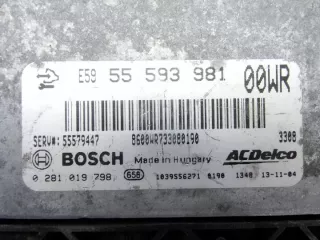 E59 55 593 981 00WR
SERV#: 55579447 8600WR733080190 3308
BOSCH Made in Hungary ACDelco
0 281 019 798 658 1039S56271 8190 1348 13-11-04